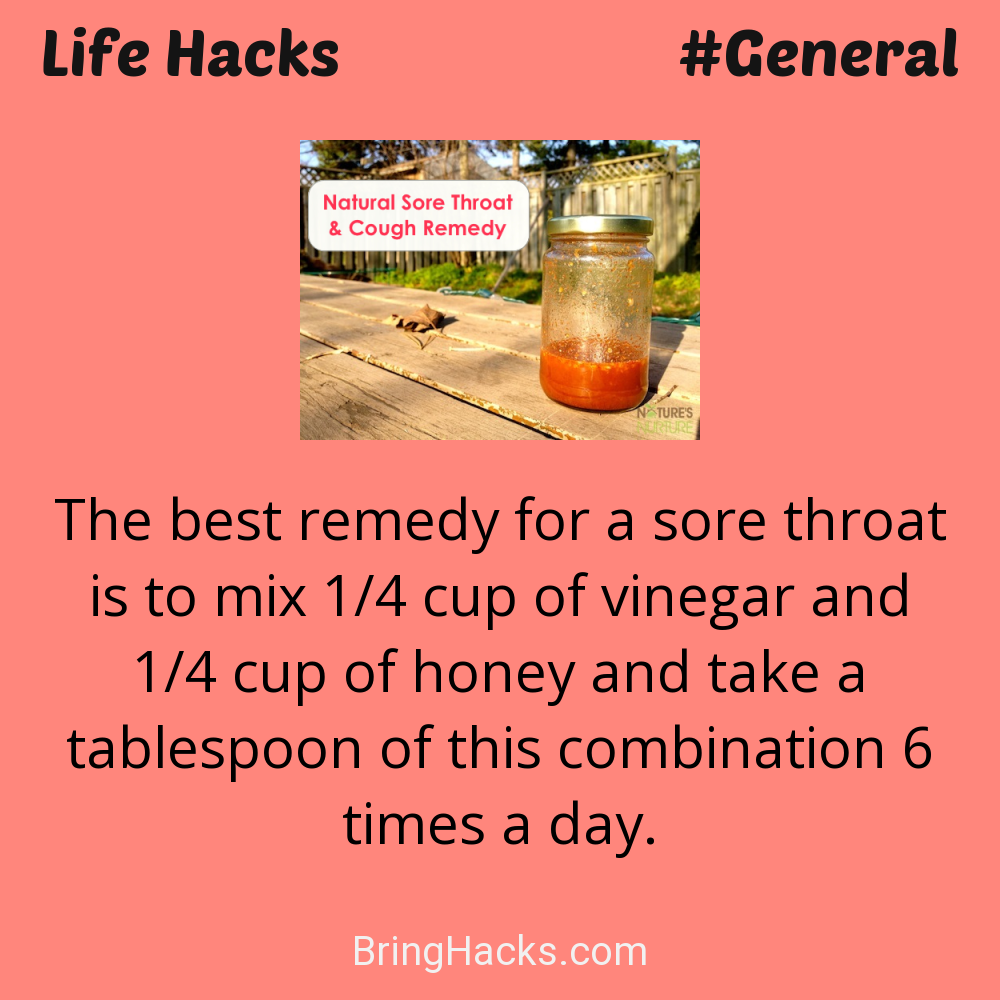 Life Hacks #General
Natural Sore Throat
& Cough Remedy
NATURE'S
NURTURE
The best remedy for a sore throat
is to mix 1/4 cup of vinegar and
1/4 cup of honey and take a
tablespoon of this combination 6
times a day.
BringHacks.com